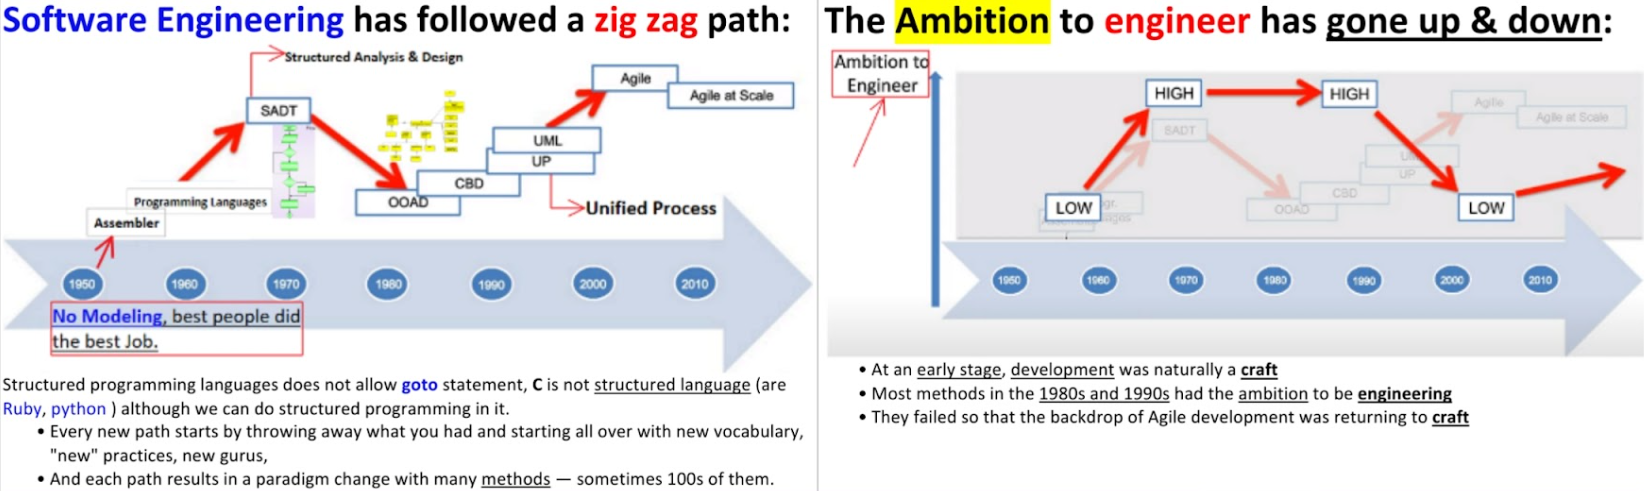 Software Engineering has followed a zig zag path:
Structured Analysis & Design
SADT
Agile
Agile at Scale
UML
UP
CBD
OOAD
Programming Languages
Assembler
Unified Process
1950
1960
1970
1980
1990
2000
2010
No Modeling, best people did
the best Job.
Structured programming languages does not allow goto statement, C is not structured language (are
Ruby, python ) although we can do structured programming in it.
• Every new path starts by throwing away what you had and starting all over with new vocabulary,
"new" practices, new gurus,
• And each path results in a paradigm change with many methods — sometimes 100s of them.
The Ambition to engineer has gone up & down:
Ambition to
Engineer
HIGH
HIGH
SADT
Agile
Agile at Scale
UP
CBD
OOAD
LOW
LOW
1950
1960
1970
1980
1990
2000
2010
• At an early stage, development was naturally a craft
• Most methods in the 1980s and 1990s had the ambition to be engineering
• They failed so that the backdrop of Agile development was returning to craft